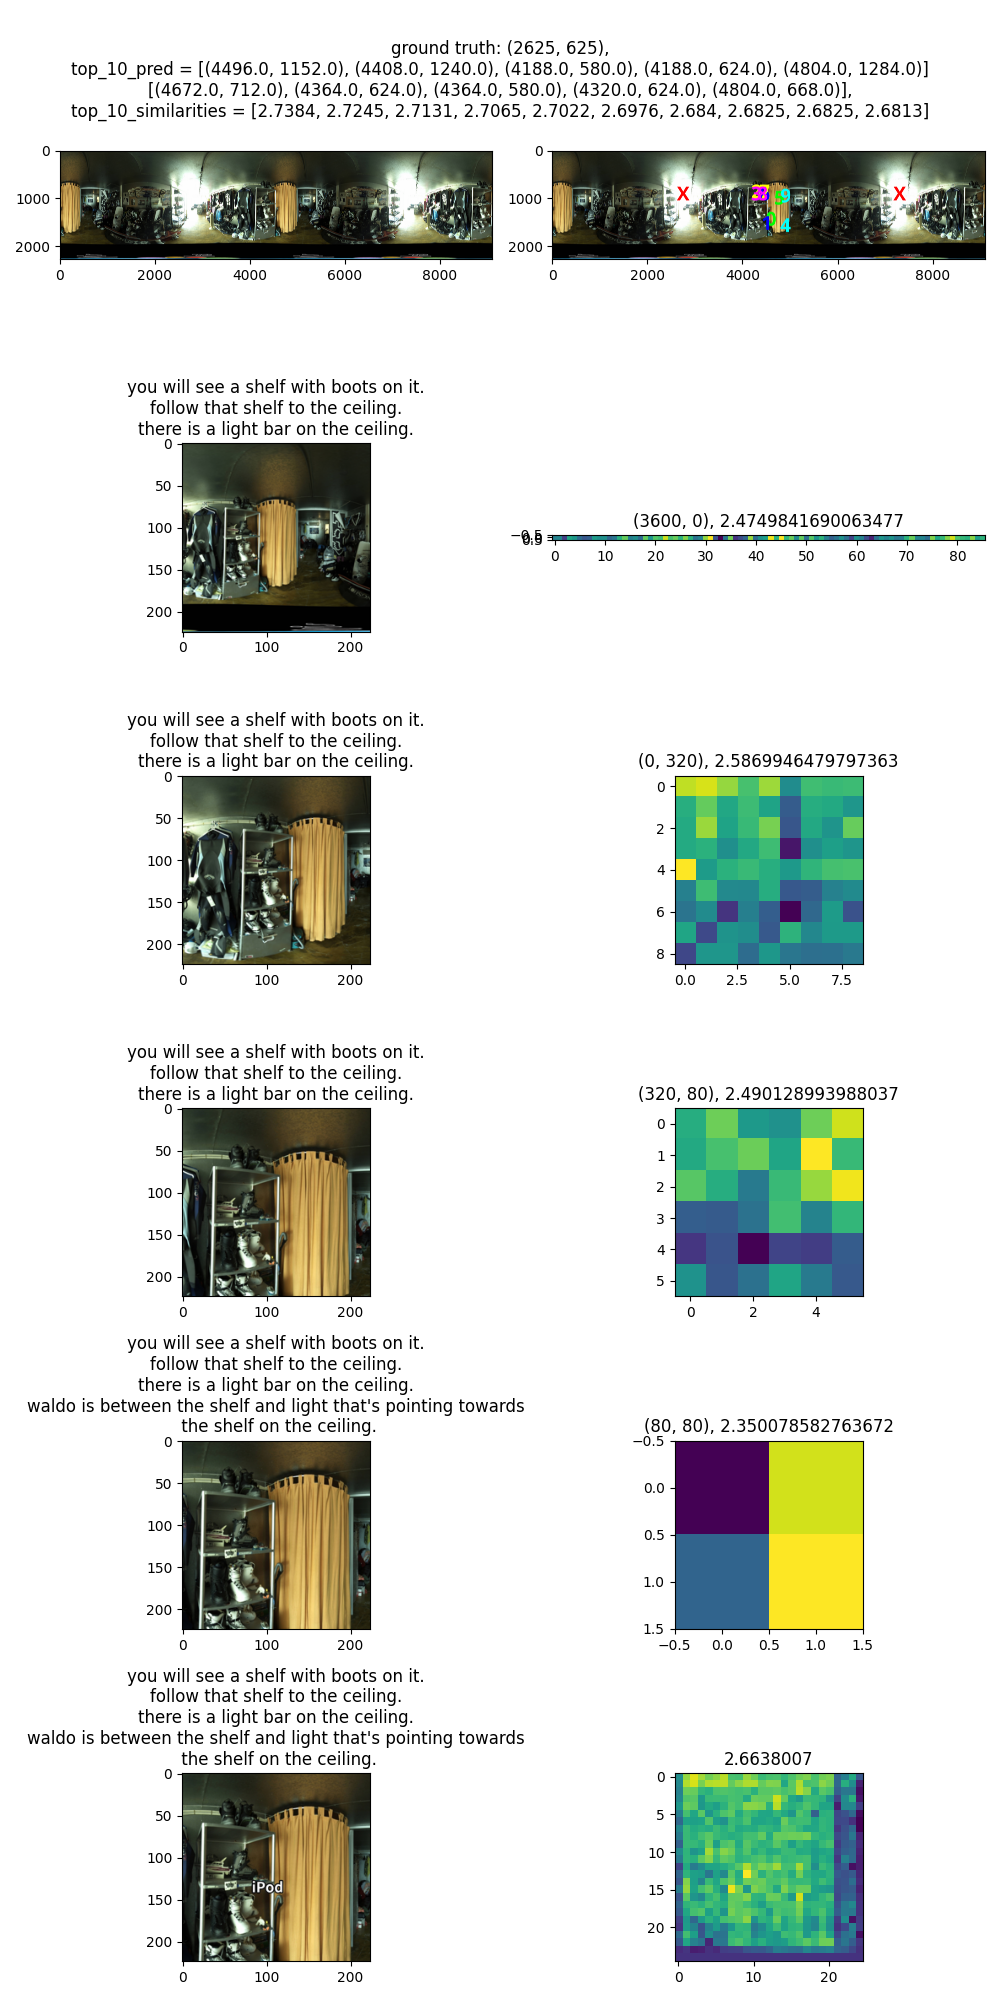 ground truth: (2625, 625),
top_10_pred = [(4496.0, 1152.0), (4408.0, 1240.0), (4188.0, 580.0), (4188.0, 624.0), (4804.0, 1284.0)]
[(4672.0, 712.0), (4364.0, 624.0), (4364.0, 580.0), (4320.0, 624.0), (4804.0, 668.0)],
top_10_similarities = [2.7384, 2.7245, 2.7131, 2.7065, 2.7022, 2.6976, 2.684, 2.6825, 2.6825, 2.6813]
0
1000
2000
0 2000 4000 6000 8000
0
1000
2000
X X
4
0 2000 4000 6000 8000
you will see a shelf with boots on it.
follow that shelf to the ceiling.
there is a light bar on the ceiling.
0
50
100
150
200
0 100 200
(3600, 0), 2.4749841690063477
0 10 20 30 40 50 60 70 80
you will see a shelf with boots on it.
follow that shelf to the ceiling.
there is a light bar on the ceiling.
0
50
100
150
200
0 100 200
(0, 320), 2.5869946479797363
0
2
4
6
8
0.0 2.5 5.0 7.5
you will see a shelf with boots on it.
follow that shelf to the ceiling.
there is a light bar on the ceiling.
0
50
100
150
200
0 100 200
(320, 80), 2.490128993988037
0
1
2
3
4
5
0 2 4
you will see a shelf with boots on it.
follow that shelf to the ceiling.
there is a light bar on the ceiling.
waldo is between the shelf and light that's pointing towards
the shelf on the ceiling.
0
50
100
150
200
0 100 200
(80, 80), 2.350078582763672
−0.5
0.0
0.5
1.0
1.5
−0.5 0.0 0.5 1.0 1.5
you will see a shelf with boots on it.
follow that shelf to the ceiling.
there is a light bar on the ceiling.
waldo is between the shelf and light that's pointing towards
the shelf on the ceiling.
0
50
100
150
200
iPod
0 100 200
2.6638007
0
5
10
15
20
0 10 20